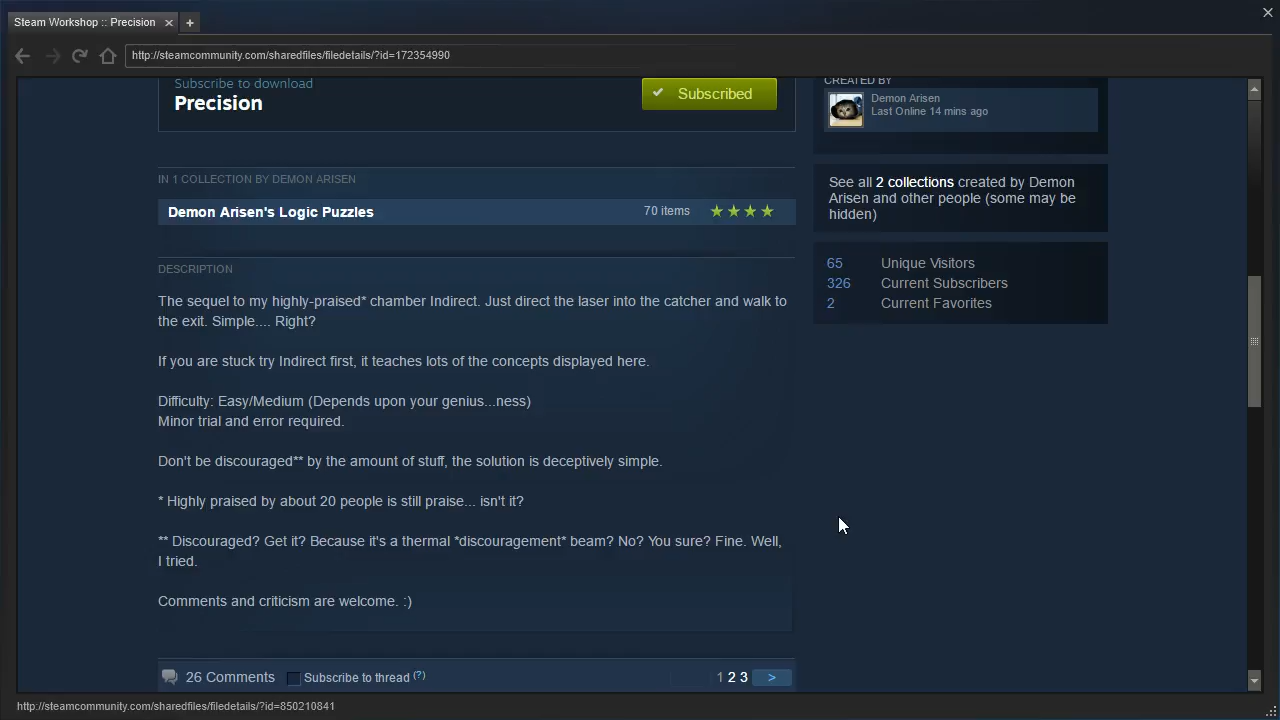 Steam Workshop :: Precision
http://steamcommunity.com/sharedfiles/filedetails/?id=172354990
Subscribe to download
Precision
Subscribed
CREATED BY
Demon Arisen
Last Online 14 mins ago
IN 1 COLLECTION BY DEMON ARISEN
Demon Arisen's Logic Puzzles
70 items
See all 2 collections created by Demon
Arisen and other people (some may be
hidden)
65 Unique Visitors
326 Current Subscribers
2 Current Favorites
DESCRIPTION
The sequel to my highly-praised* chamber Indirect. Just direct the laser into the catcher and walk to
the exit. Simple.... Right?
If you are stuck try Indirect first, it teaches lots of the concepts displayed here.
Difficulty: Easy/Medium (Depends upon your genius...ness)
Minor trial and error required.
Don't be discouraged** by the amount of stuff, the solution is deceptively simple.
* Highly praised by about 20 people is still praise... isn't it?
** Discouraged? Get it? Because it's a thermal *discouragement* beam? No? You sure? Fine. Well,
I tried.
Comments and criticism are welcome. :)
26 Comments
Subscribe to thread (?)
1 2 3 >
http://steamcommunity.com/sharedfiles/filedetails/?id=850210841